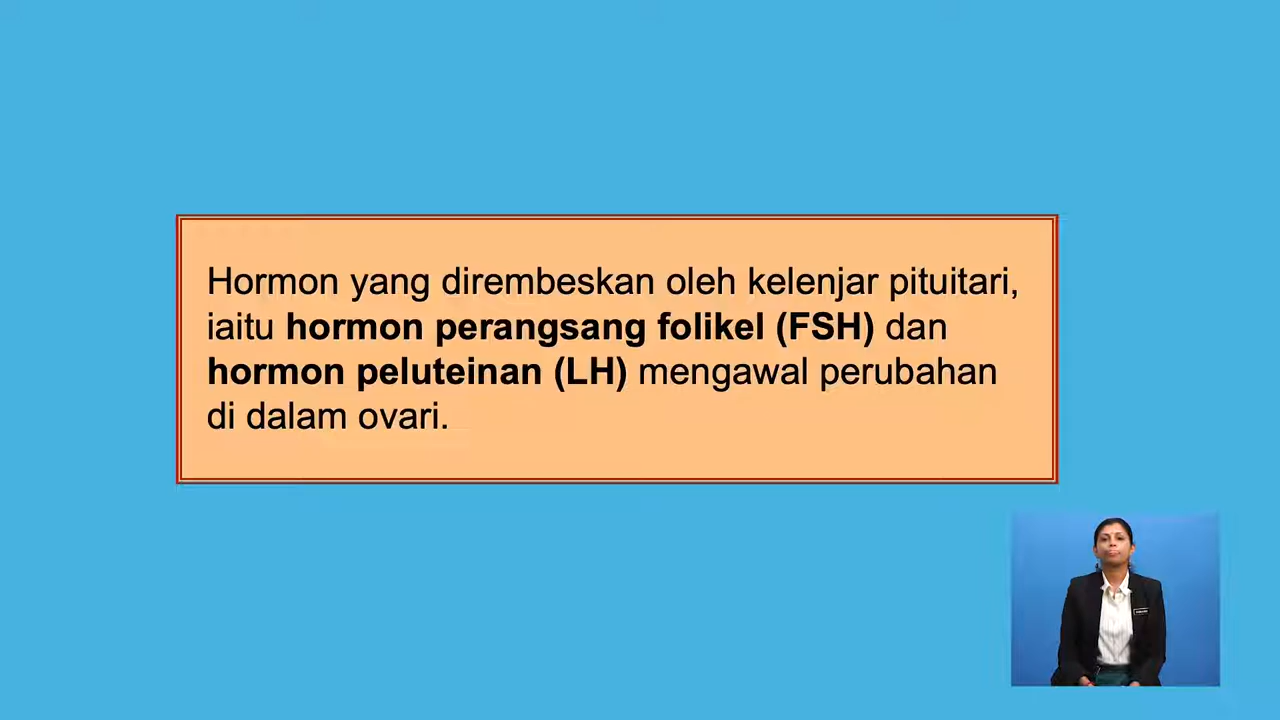 Hormon yang dirembeskan oleh kelenjar pituitari,
iaitu hormon perangsang folikel (FSH) dan
hormon peluteinan (LH) mengawal perubahan
di dalam ovari.